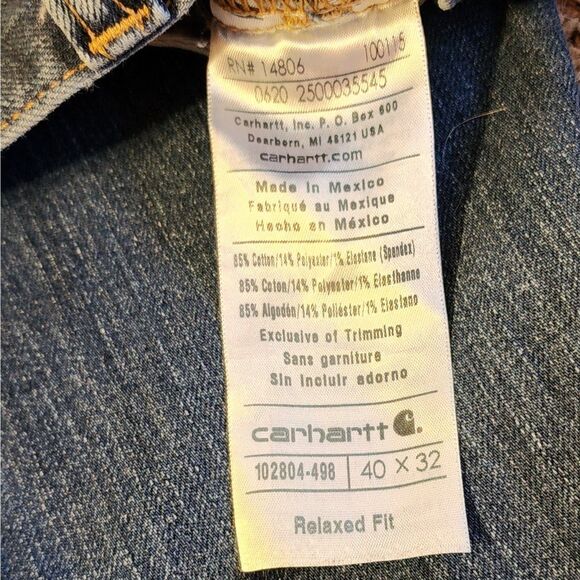 RN# 14806 100115
0620 2500035545
Carhartt, Inc. P. O. Box 600
Dearborn, MI 48121 USA
carhartt.com
Made in Mexico
Fabriqué au Mexique
Hecho en México
85% Cotton/14% Polyester/1% Elastane (Spandex)
85% Coton/14% Polyester/1% Elasthanne
85% Algodón/14% Poliéster/1% Elastano
Exclusive of Trimming
Sans garniture
Sin incluir adorno
carhartt
102804-498 40 X 32
Relaxed Fit